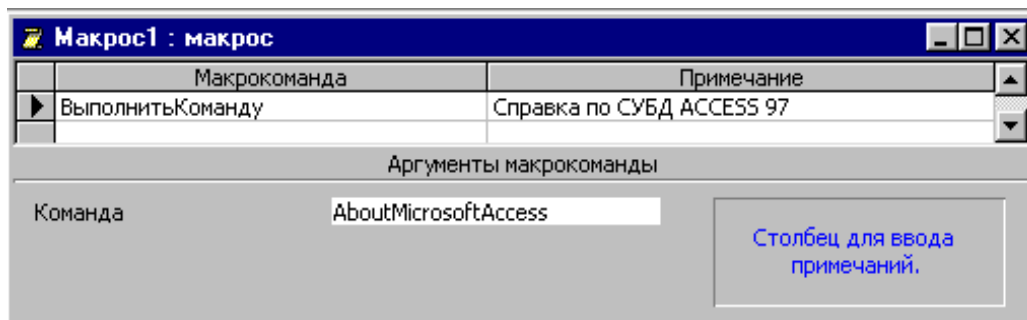 Макрос1 : макрос
Макрокоманда Примечание
ВыполнитьКоманду Справка по СУБД ACCESS 97
Аргументы макрокоманды
Команда AboutMicrosoftAccess
Столбец для ввода
примечаний.